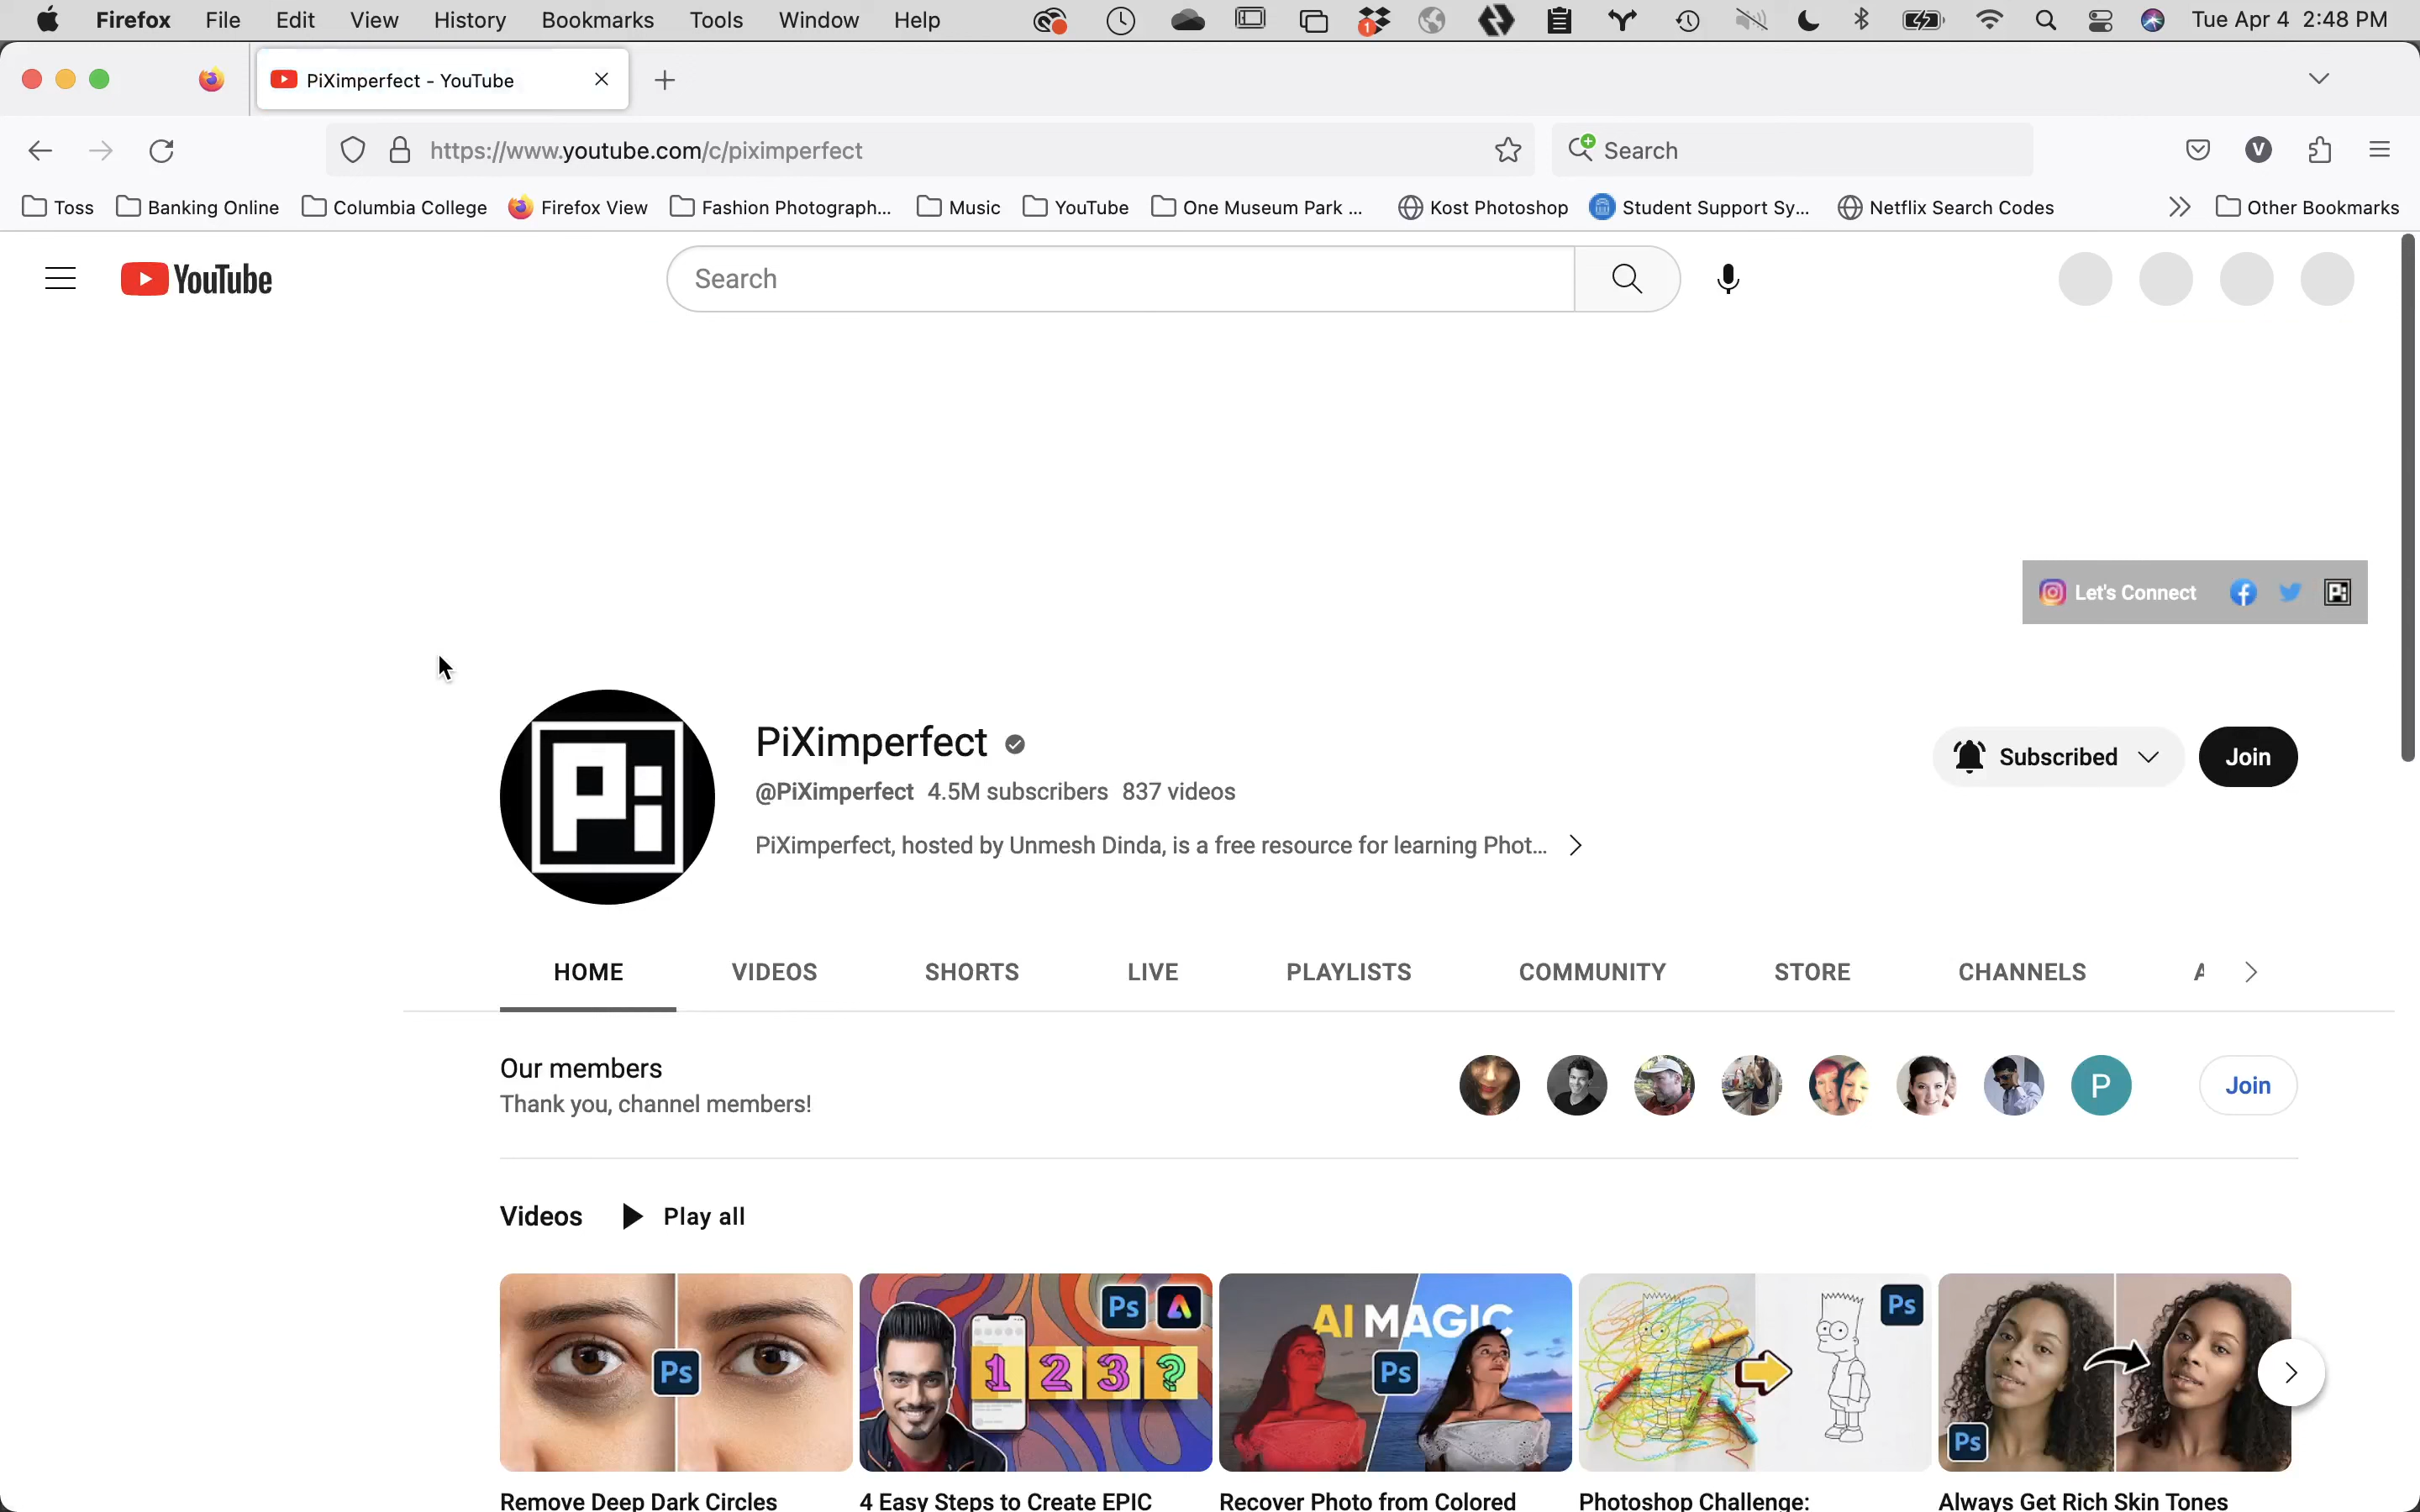 Firefox File Edit View History Bookmarks Tools Window Help
1
Tue Apr 4 2:48 PM
PiXimperfect - YouTube
https://www.youtube.com/c/piximperfect
Search
V
Toss Banking Online Columbia College Firefox View Fashion Photograph... Music YouTube One Museum Park ... Kost Photoshop Student Support Sy... Netflix Search Codes Other Bookmarks
YouTube
Search
Let's Connect
Pi
Pi
PiXimperfect
@PiXimperfect 4.5M subscribers 837 videos
PiXimperfect, hosted by Unmesh Dinda, is a free resource for learning Phot...
Subscribed
Join
HOME VIDEOS SHORTS LIVE PLAYLISTS COMMUNITY STORE CHANNELS A
Our members
Thank you, channel members!
P
Join
Videos Play all
Ps
Ps
1 2 3 ?
AI MAGIC
Ps
Ps
Ps
Remove Deep Dark Circles
4 Easy Steps to Create EPIC
Recover Photo from Colored
Photoshop Challenge:
Always Get Rich Skin Tones